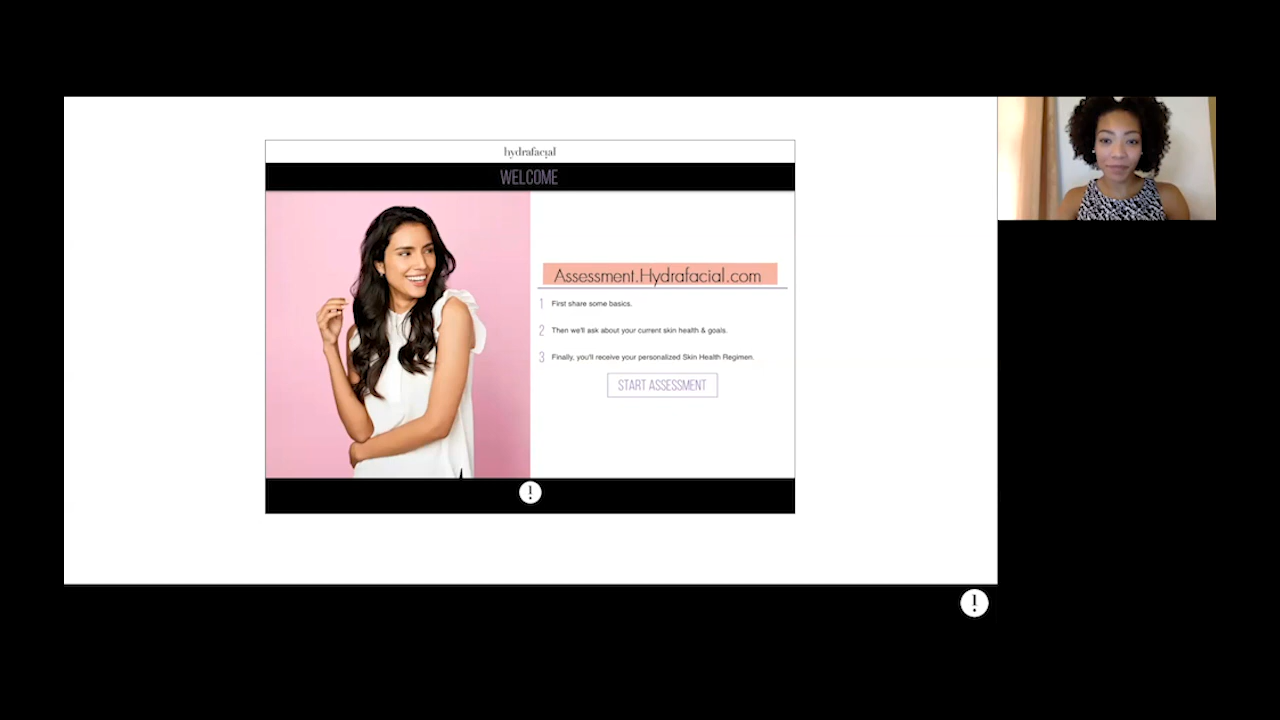 hydrafacial
WELCOME
Assessment.Hydrafacial.com
1 First share some basics.
2 Then we'll ask about your current skin health & goals.
3 Finally, you'll receive your personalized Skin Health Regimen.
START ASSESSMENT
!
!